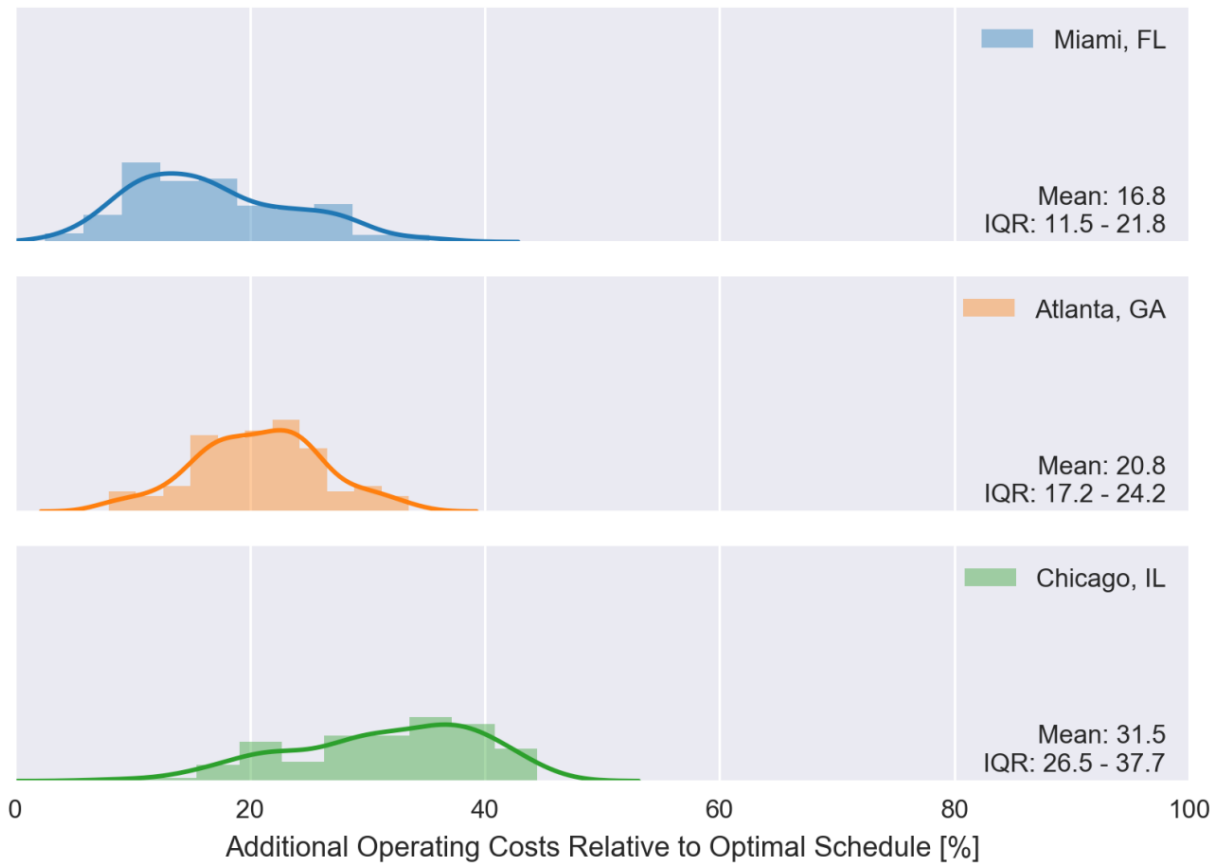 Miami, FL
Mean: 16.8
IQR: 11.5 - 21.8
Atlanta, GA
Mean: 20.8
IQR: 17.2 - 24.2
Chicago, IL
Mean: 31.5
IQR: 26.5 - 37.7
0 20 40 60 80 100
Additional Operating Costs Relative to Optimal Schedule [%]